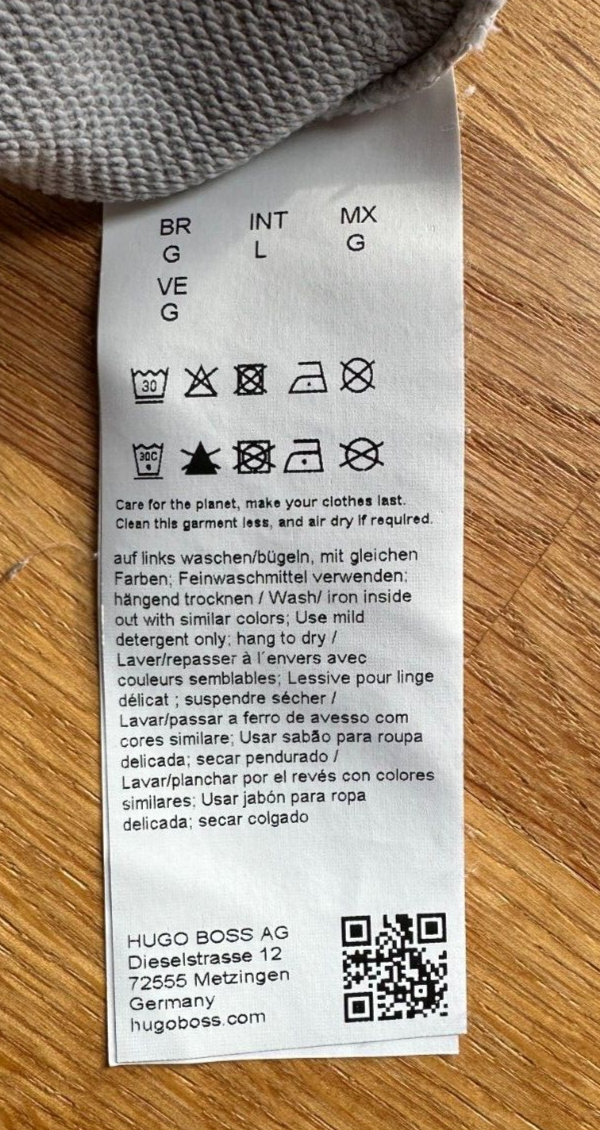 BR INT MX
G L G
VE
G
30
30C
Care for the planet, make your clothes last.
Clean this garment less, and air dry if required.
auf links waschen/bügeln, mit gleichen
Farben; Feinwaschmittel verwenden;
hängend trocknen / Wash/ iron inside
out with similar colors; Use mild
detergent only; hang to dry /
Laver/repasser à l´envers avec
couleurs semblables; Lessive pour linge
délicat ; suspendre sécher /
Lavar/passar a ferro de avesso com
cores similare; Usar sabão para roupa
delicada; secar pendurado /
Lavar/planchar por el revés con colores
similares; Usar jabón para ropa
delicada; secar colgado
HUGO BOSS AG
Dieselstrasse 12
72555 Metzingen
Germany
hugoboss.com